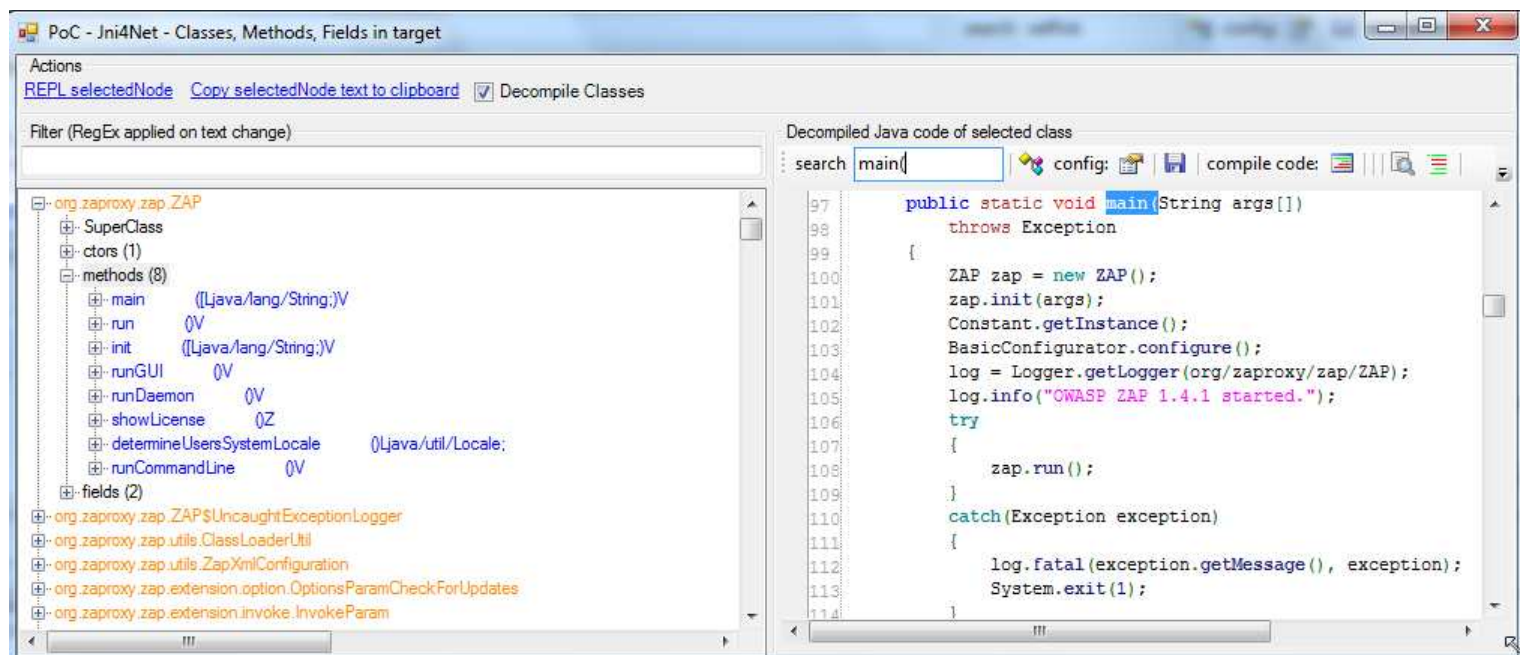 PoC - Jni4Net - Classes, Methods, Fields in target
Actions
REPL selectedNode Copy selectedNode text to clipboard Decompile Classes
Filter (RegEx applied on text change)
org.zaproxy.zap.ZAP
SuperClass
ctors (1)
methods (8)
main ([Ljava/lang/String;)V
run ()V
init ([Ljava/lang/String;)V
runGUI ()V
runDaemon ()V
showLicense ()Z
determineUsersSystemLocale ()Ljava/util/Locale;
runCommandLine ()V
fields (2)
org.zaproxy.zap.ZAP$UncaughtExceptionLogger
org.zaproxy.zap.utils.ClassLoaderUtil
org.zaproxy.zap.utils.ZapXmlConfiguration
org.zaproxy.zap.extension.option.OptionsParamCheckForUpdates
org.zaproxy.zap.extension.invoke.InvokeParam
Decompiled Java code of selected class
search main( config: compile code:
97 public static void main(String args[])
98 throws Exception
99 {
100 ZAP zap = new ZAP();
101 zap.init(args);
102 Constant.getInstance();
103 BasicConfigurator.configure();
104 log = Logger.getLogger(org/zaproxy/zap/ZAP);
105 log.info("OWASP ZAP 1.4.1 started.");
106 try
107 {
108 zap.run();
109 }
110 catch(Exception exception)
111 {
112 log.fatal(exception.getMessage(), exception);
113 System.exit(1);
114 }